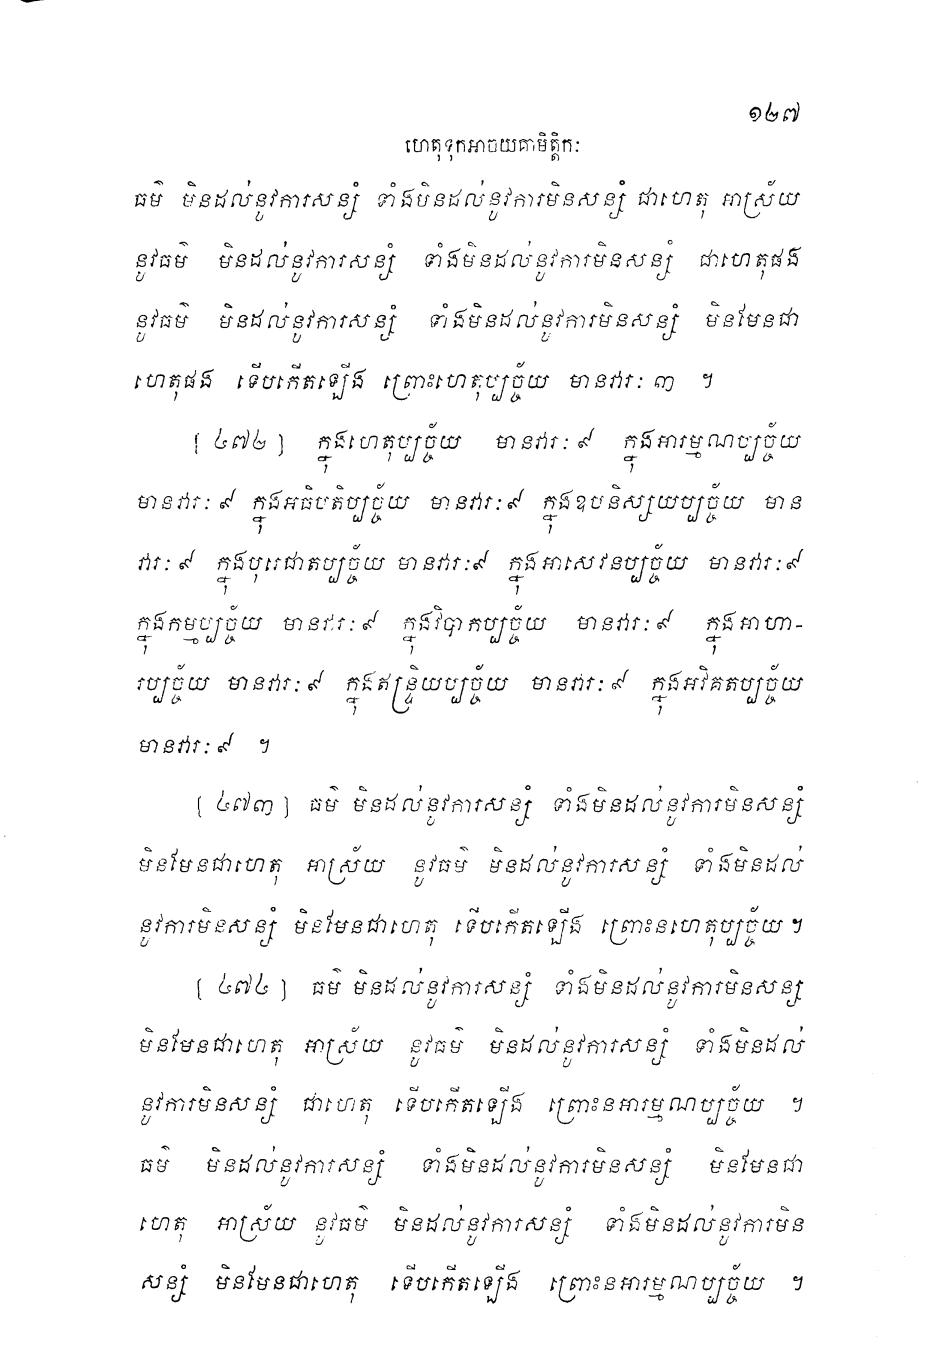 ១២៧
ហេតុទុកអាចយគាមិត្តិកៈ
ធម៌ មិនដល់នូវការសន្សំ ទាំងមិនដល់នូវការមិនសន្សំ ជាហេតុ អាស្រ័យ
នូវធម៌ មិនដល់នូវការសន្សំ ទាំងមិនដល់នូវការមិនសន្សំ ជាហេតុផង
នូវធម៌ មិនដល់នូវការសន្សំ ទាំងមិនដល់នូវការមិនសន្សំ មិនមែនជា
ហេតុផង ទើបកើតឡើង ព្រោះហេតុប្បច្ច័យ មានវារៈ ៣ ។
[ ៤៧២ ] ក្នុងហេតុប្បច្ច័យ មានវារៈ ៩ ក្នុងអារម្មណប្បច្ច័យ
មានវារៈ ៩ ក្នុងអធិបតិប្បច្ច័យ មានវារៈ ៩ ក្នុងឧបនិស្សយប្បច្ច័យ មាន
វារៈ ៩ ក្នុងបុរេជាតប្បច្ច័យ មានវារៈ ៩ ក្នុងអាសេវនប្បច្ច័យ មានវារៈ ៩
ក្នុងកម្មប្បច្ច័យ មានវារៈ ៩ ក្នុងវិបាកប្បច្ច័យ មានវារៈ ៩ ក្នុងអាហា-
រប្បច្ច័យ មានវារៈ ៩ ក្នុងឥន្ទ្រិយប្បច្ច័យ មានវារៈ ៩ ក្នុងអវិគតប្បច្ច័យ
មានវារៈ ៩ ។
[ ៤៧៣ ] ធម៌ មិនដល់នូវការសន្សំ ទាំងមិនដល់នូវការមិនសន្សំ
មិនមែនជាហេតុ អាស្រ័យ នូវធម៌ មិនដល់នូវការសន្សំ ទាំងមិនដល់
នូវការមិនសន្សំ មិនមែនជាហេតុ ទើបកើតឡើង ព្រោះនហេតុប្បច្ច័យ ។
[ ៤៧៤ ] ធម៌ មិនដល់នូវការសន្សំ ទាំងមិនដល់នូវការមិនសន្សំ
មិនមែនជាហេតុ អាស្រ័យ នូវធម៌ មិនដល់នូវការសន្សំ ទាំងមិនដល់
នូវការមិនសន្សំ ជាហេតុ ទើបកើតឡើង ព្រោះនអារម្មណប្បច្ច័យ ។
ធម៌ មិនដល់នូវការសន្សំ ទាំងមិនដល់នូវការមិនសន្សំ មិនមែនជា
ហេតុ អាស្រ័យ នូវធម៌ មិនដល់នូវការសន្សំ ទាំងមិនដល់នូវការមិន
សន្សំ មិនមែនជាហេតុ ទើបកើតឡើង ព្រោះនអារម្មណប្បច្ច័យ ។